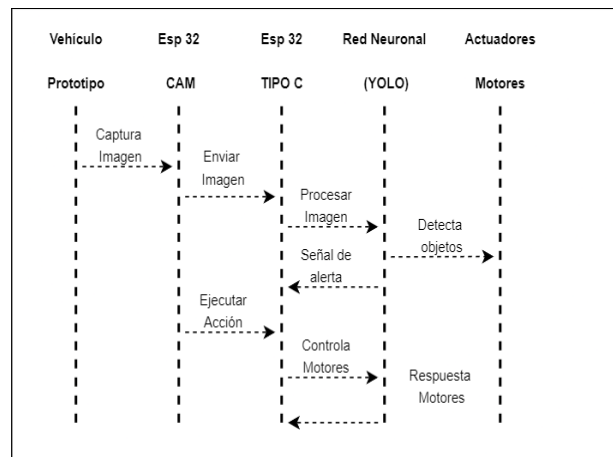 Vehículo
Esp 32
Esp 32
Red Neuronal
Actuadores
Prototipo
CAM
TIPO C
(YOLO)
Motores
Captura
Imagen
Enviar
Imagen
Procesar
Imagen
Detecta
objetos
Señal de
alerta
Ejecutar
Acción
Controla
Motores
Respuesta
Motores